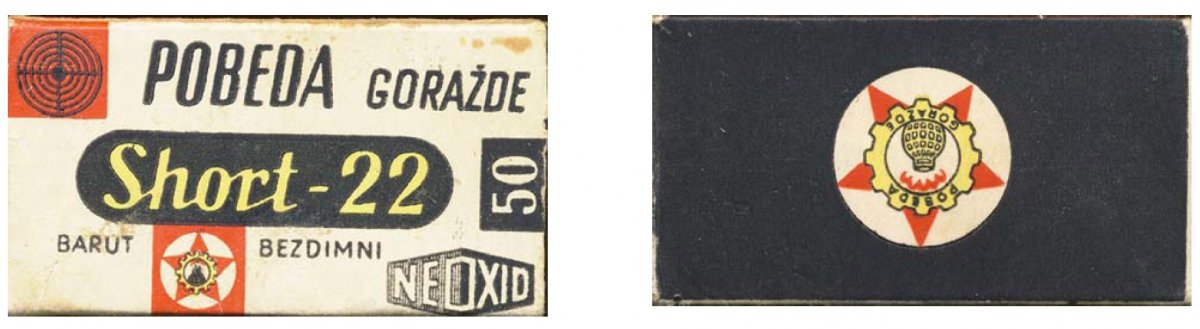 POBEDA GORAŽDE
Short-22
50
BARUT BEZDIMNI
NEOXID
GORAŽDE
POBEDA